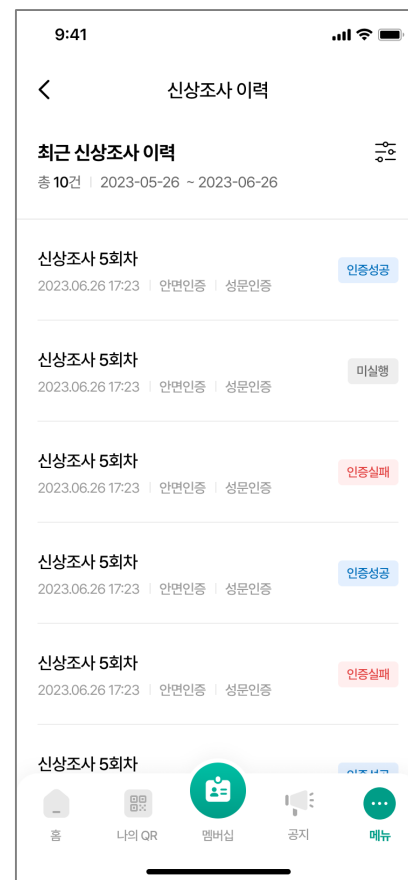 9:41
신상조사 이력
최근 신상조사 이력
총 10건 2023-05-26 ~ 2023-06-26
신상조사 5회차
인증성공
2023.06.26 17:23 안면인증 성문인증
신상조사 5회차
미실행
2023.06.26 17:23 안면인증 성문인증
신상조사 5회차
인증실패
2023.06.26 17:23 안면인증 성문인증
신상조사 5회차
인증성공
2023.06.26 17:23 안면인증 성문인증
신상조사 5회차
인증실패
2023.06.26 17:23 안면인증 성문인증
신상조사 5회차
홈 나의 QR 멤버십 공지 메뉴